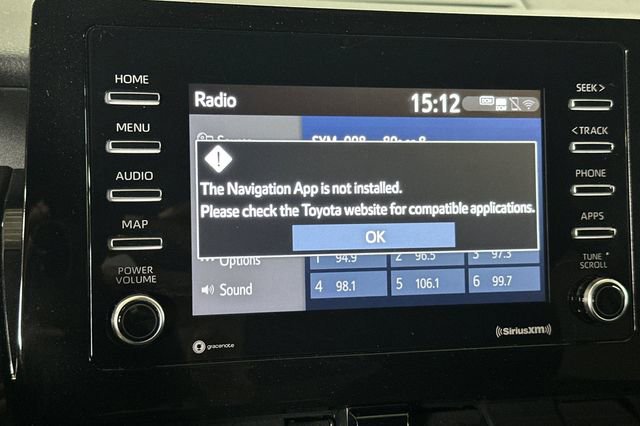 HOME
MENU
AUDIO
MAP
POWER
VOLUME
Radio
15:12
DCM
The Navigation App is not installed.
Please check the Toyota website for compatible applications.
OK
Options
Sound
1 94.9
2 96.5
3 97.3
4 98.1
5 106.1
6 99.7
SEEK >
< TRACK
PHONE
APPS
TUNE
SCROLL
gracenote
((SiriusXM))